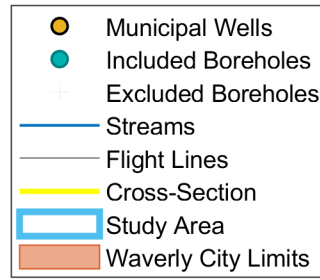 Municipal Wells
Included Boreholes
Excluded Boreholes
Streams
Flight Lines
Cross-Section
Study Area
Waverly City Limits